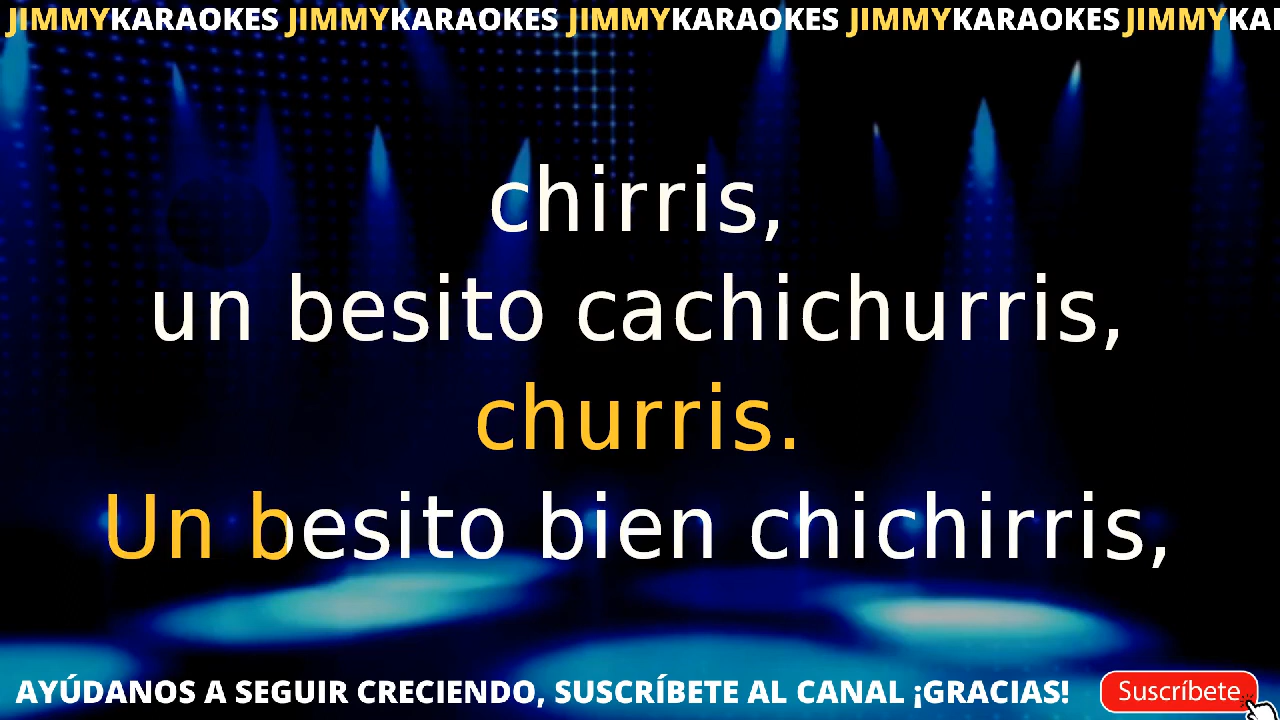 JIMMYKARAOKES JIMMYKARAOKES JIMMYKARAOKES JIMMYKARAOKES JIMMYKA
chirris,
un besito cachichurris,
churris.
Un besito bien chichirris,
AYÚDANOS A SEGUIR CRECIENDO, SUSCRÍBETE AL CANAL ¡GRACIAS! Suscríbete